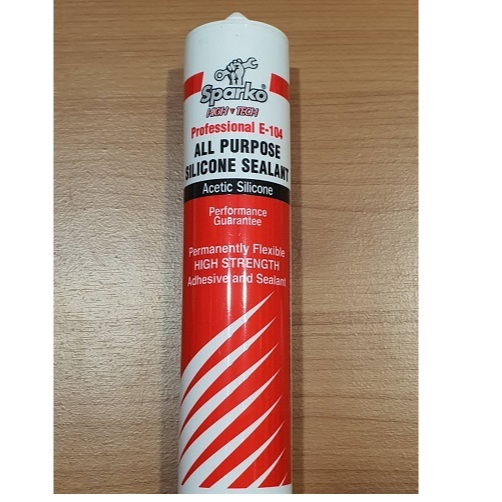 Sparko
HIGH TECH
Professional E-104
ALL PURPOSE
SILICONE SEALANT
Acetic Silicone
Performance
Guarantee
Permanently Flexible
HIGH STRENGTH
Adhesive and Sealant